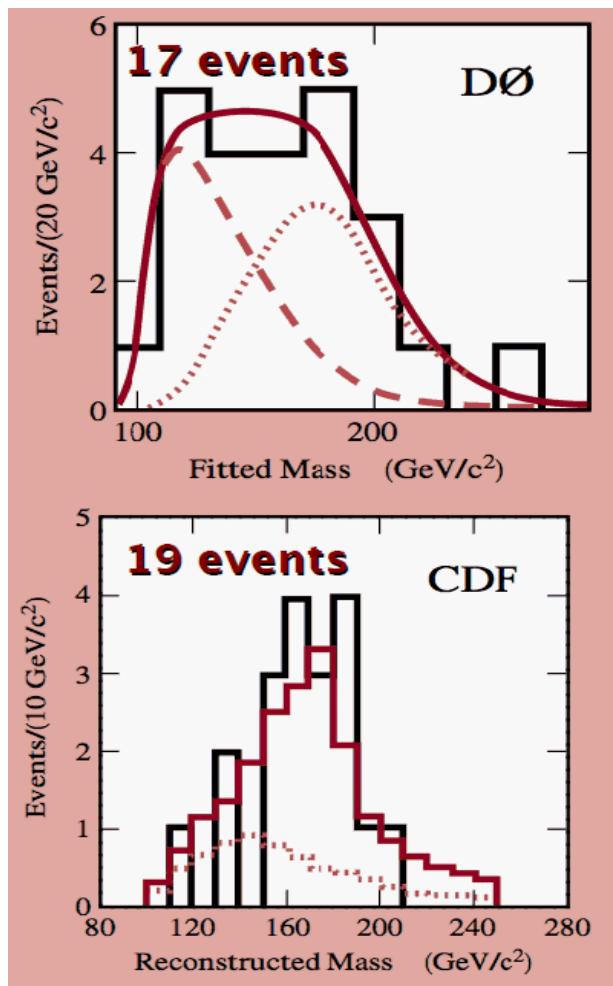 6
17 events
DØ
Events/(20 GeV/c²)
4
2
0
100 200
Fitted Mass (GeV/c²)
5
19 events
CDF
Events/(10 GeV/c²)
4
3
2
1
0
80 120 160 200 240 280
Reconstructed Mass (GeV/c²)